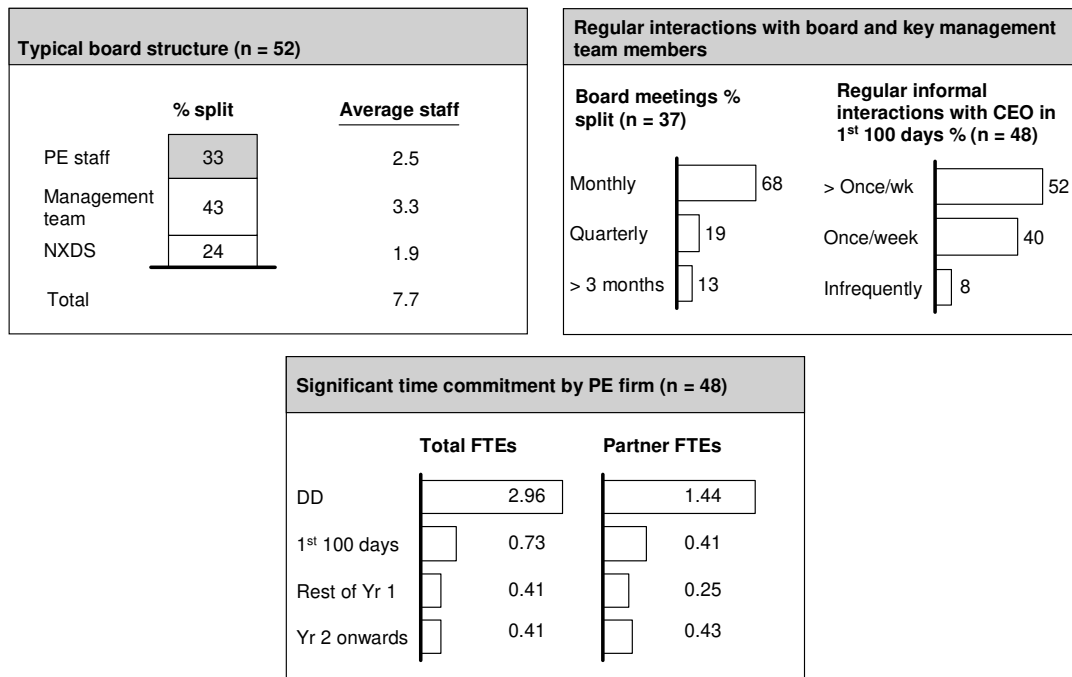 Typical board structure (n = 52)
% split
Average staff
PE staff
33
2.5
Management
team
43
3.3
NXDS
24
1.9
Total
7.7
Regular interactions with board and key management
team members
Board meetings %
split (n = 37)
Monthly
68
Quarterly
19
> 3 months
13
Regular informal
interactions with CEO in
1st 100 days % (n = 48)
> Once/wk
52
Once/week
40
Infrequently
8
Significant time commitment by PE firm (n = 48)
Total FTEs
Partner FTEs
DD
2.96
1.44
1st 100 days
0.73
0.41
Rest of Yr 1
0.41
0.25
Yr 2 onwards
0.41
0.43